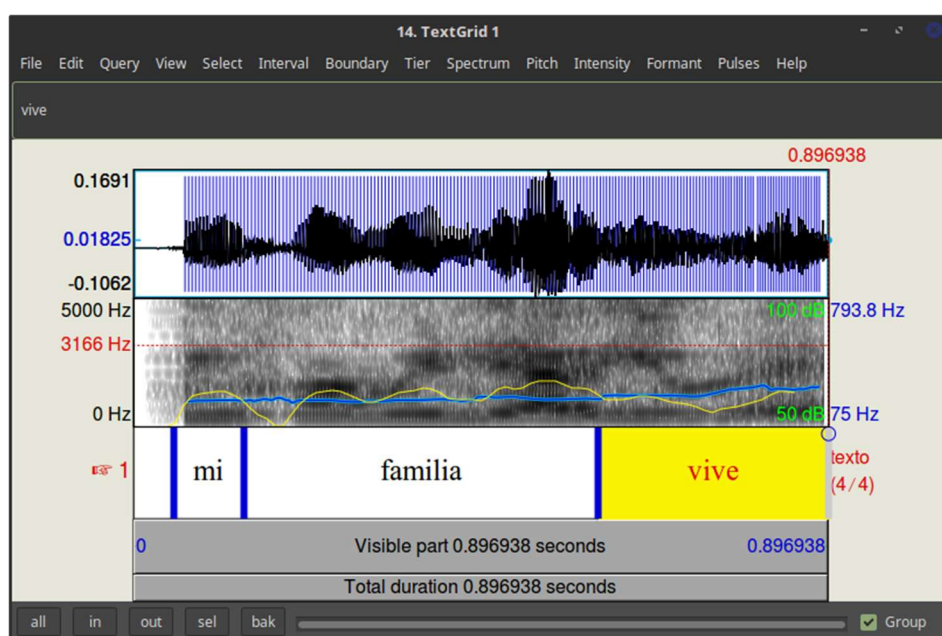 14. TextGrid 1
File Edit Query View Select Interval Boundary Tier Spectrum Pitch Intensity Formant Pulses Help
vive
0.896938
0.1691
0.01825
-0.1062
5000 Hz 100 dB 793.8 Hz
3166 Hz
0 Hz 50 dB 75 Hz
☞ 1 mi familia vive texto
(4/4)
0 Visible part 0.896938 seconds 0.896938
Total duration 0.896938 seconds
all in out sel bak Group